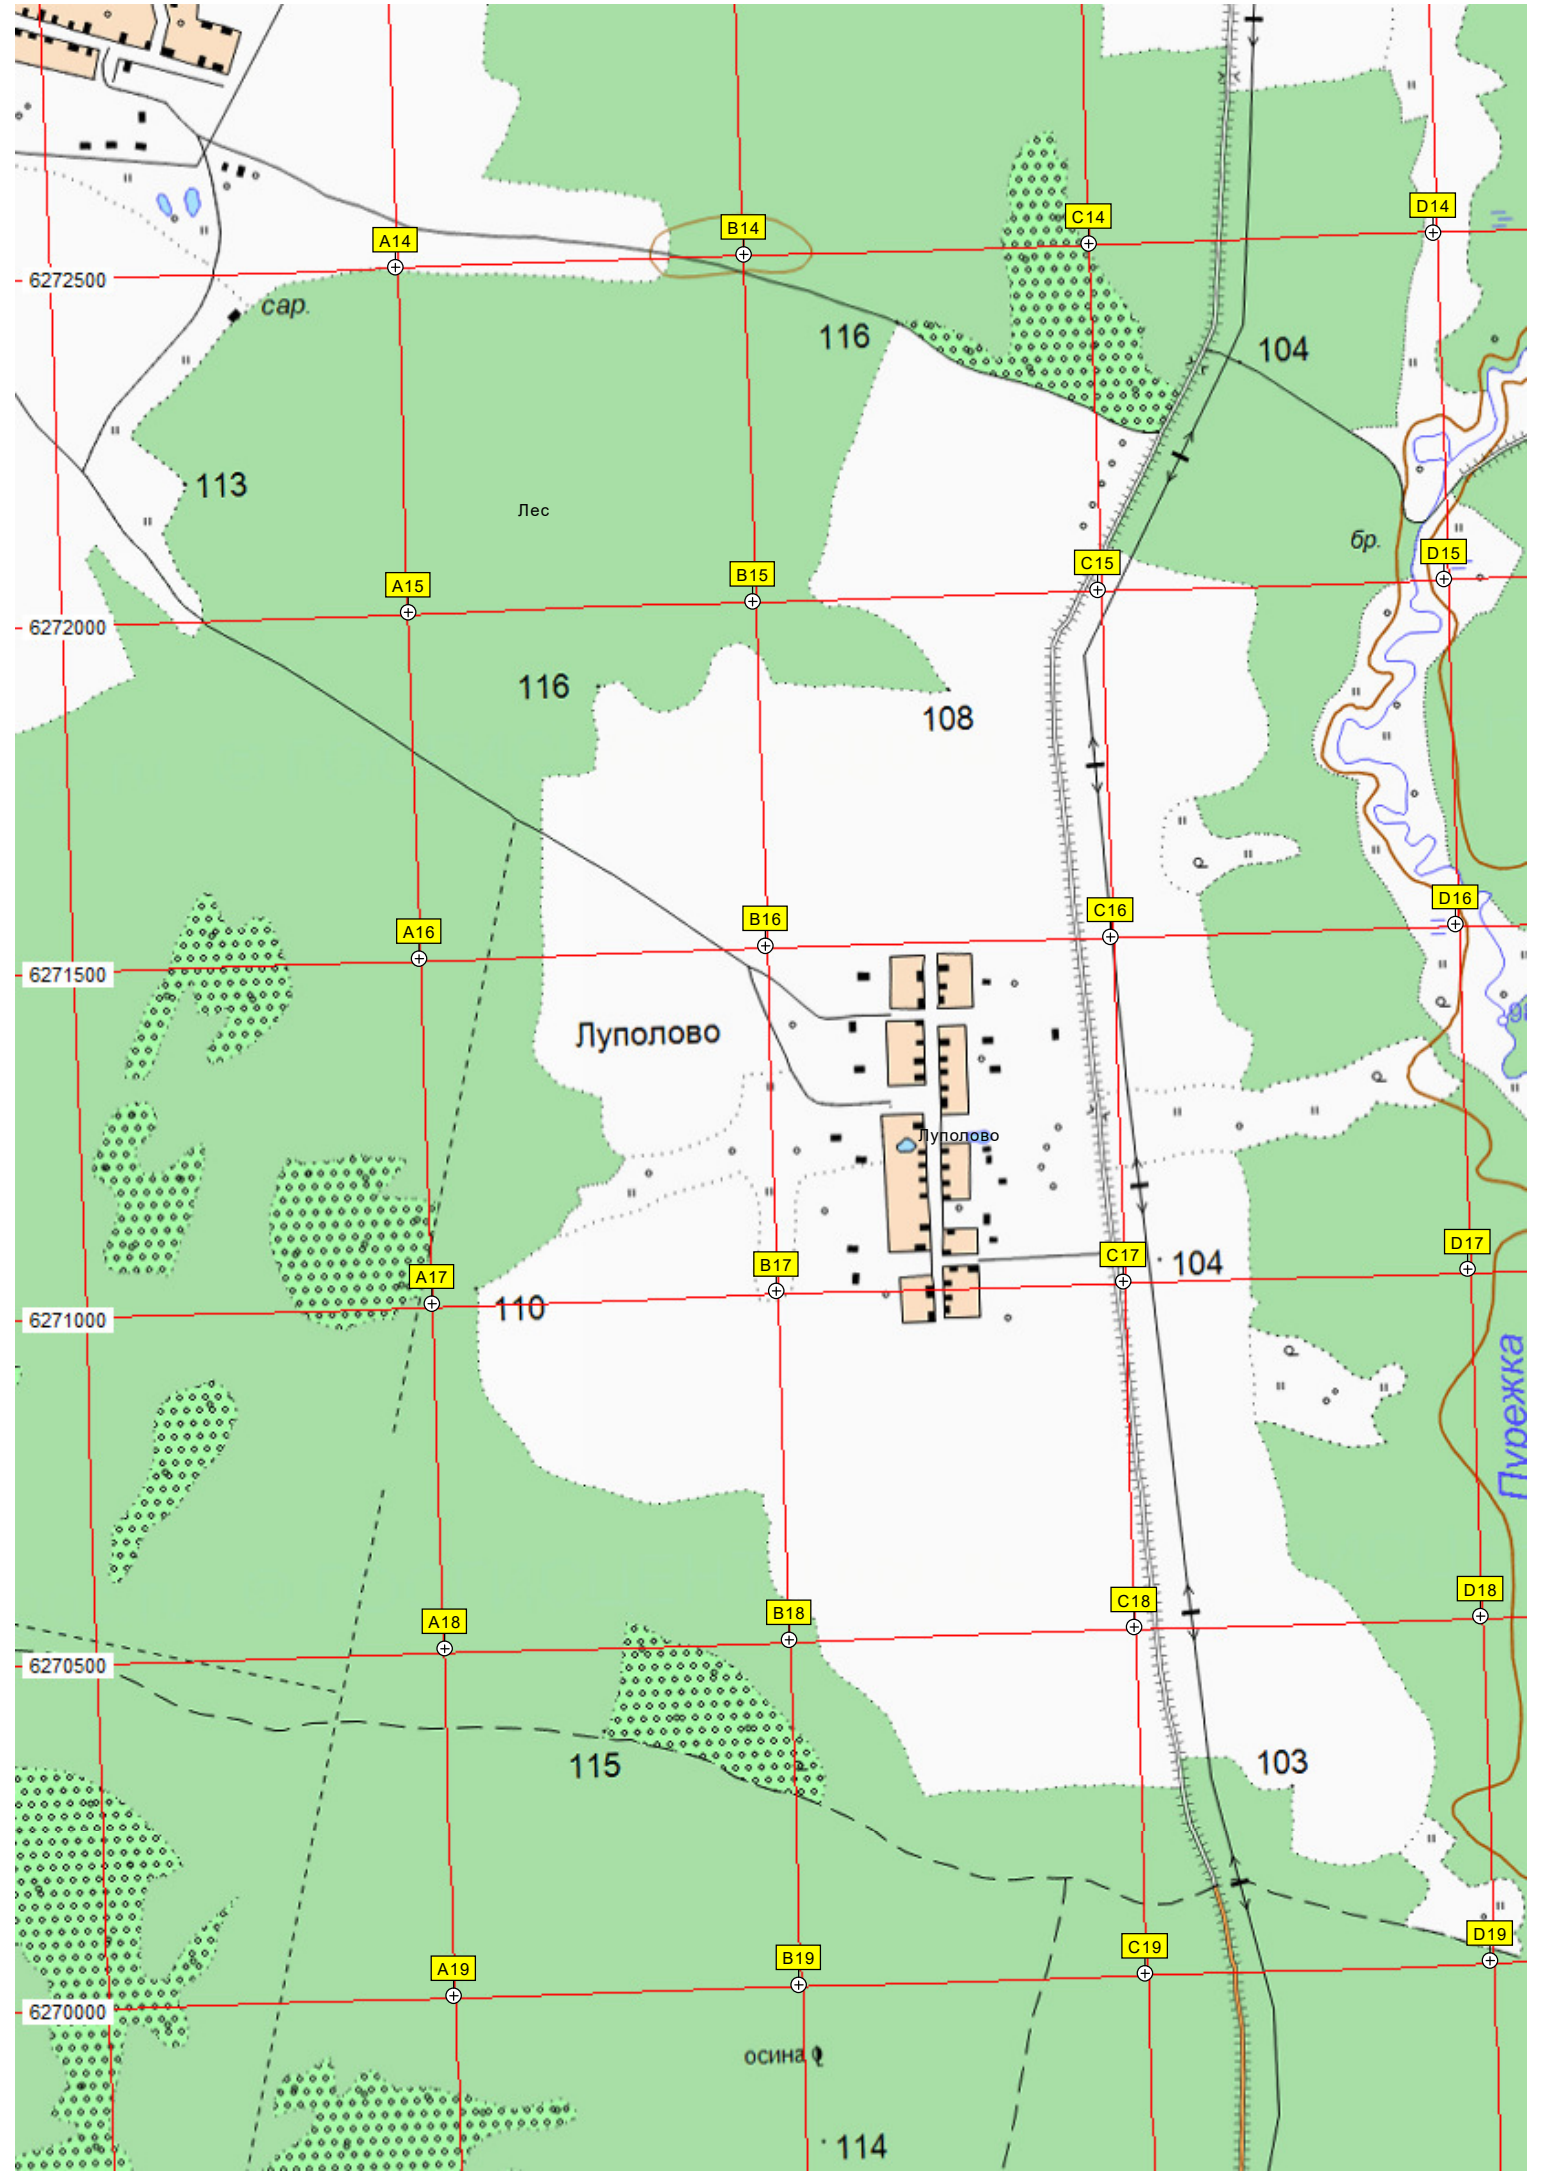 D14
C14
B14
A14
6272500
сар.
116
104
113
Лес
бр.
D15
C15
B15
A15
6272000
116
108
D16
C16
B16
A16
6271500
Луполово
Луполово
D17
C17
104
B17
A17
110
6271000
Пурежка
D18
C18
B18
A18
6270500
115
103
D19
C19
B19
A19
6270000
осина
114